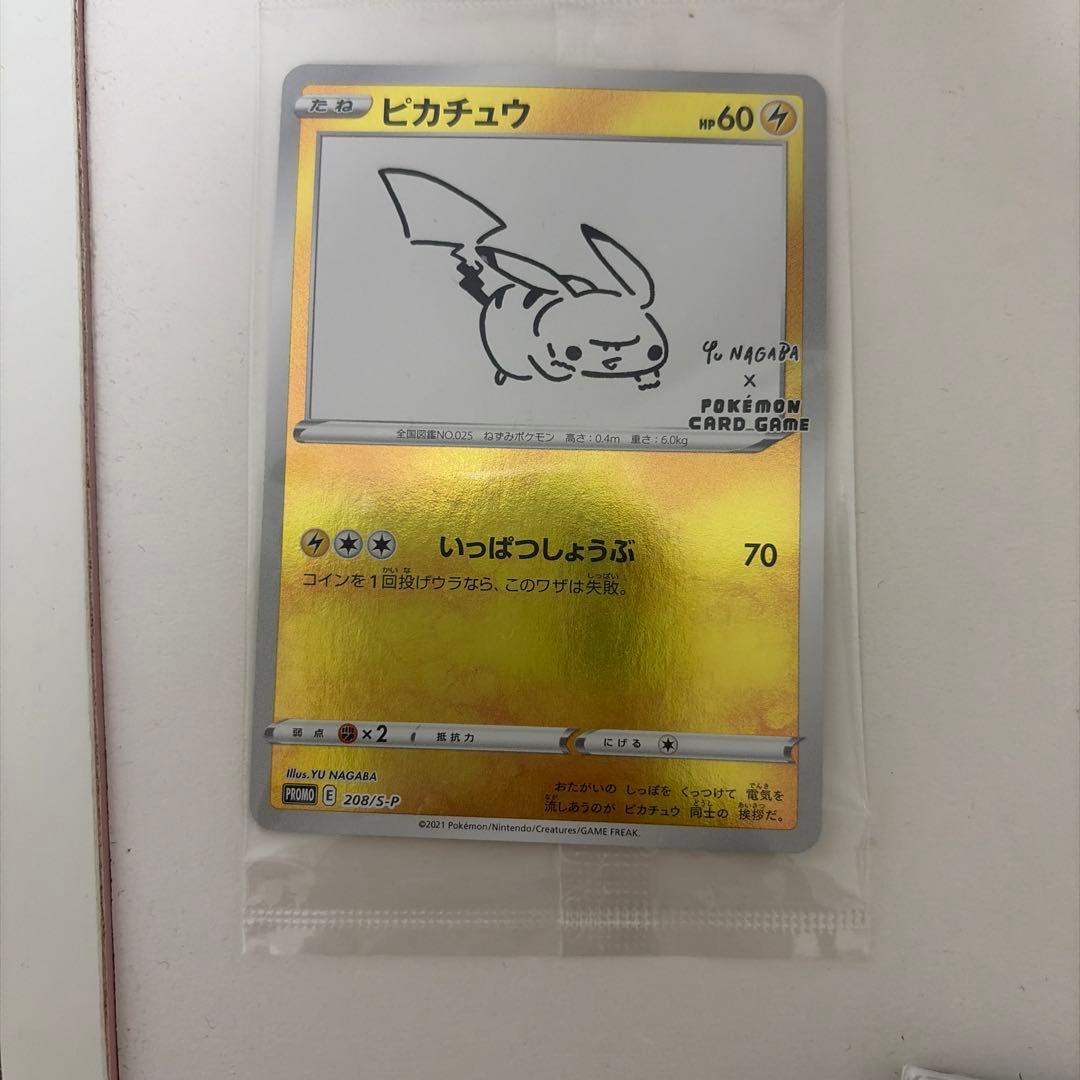 たね ピカチュウ HP60
YU NAGABA
×
POKÉMON
CARD GAME
全国図鑑NO.025 ねずみポケモン 高さ：0.4m 重さ：6.0kg
いっぱつしょうぶ 70
コインを1回投げウラなら、このワザは失敗。
弱点 ×2 抵抗力 にげる
Illus.YU NAGABA
PROMO E 208/S-P
おたがいの しっぽを くっつけて 電気を
流しあうのが ピカチュウ 同士の 挨拶だ。
©2021 Pokémon/Nintendo/Creatures/GAME FREAK.